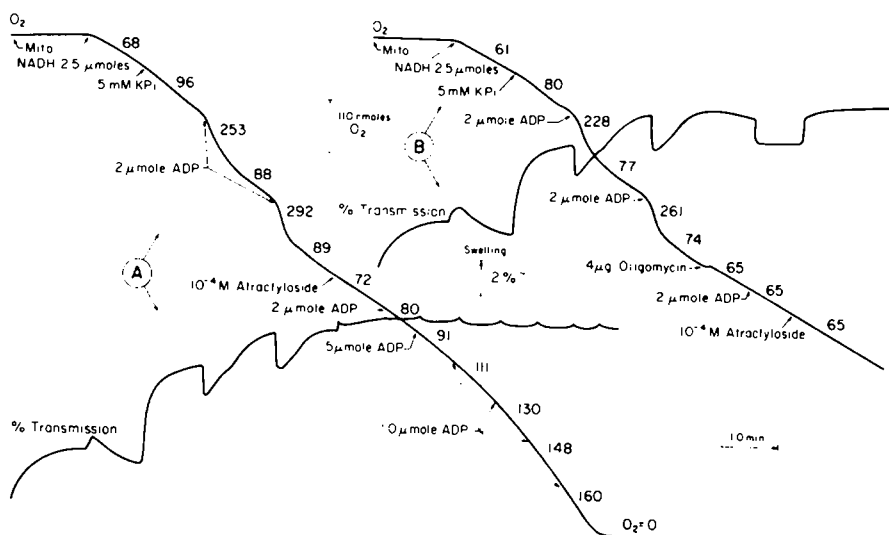 O2
Mito
NADH 2.5 μmoles
5 mM KPi
68
96
253
2 μmole ADP
88
292
89
10⁻⁴ M Atractyloside
72
2 μmole ADP
80
5 μmole ADP
91
111
130
10 μmole ADP
148
160
O2 = 0
A
% Transmission
O2
Mito
NADH 2.5 μmoles
5 mM KPi
61
80
2 μmole ADP
228
77
2 μmole ADP
261
74
4 μg Oligomycin
65
2 μmole ADP
65
10⁻⁴ M Atractyloside
65
B
% Transmission
110 nmoles
O2
Swelling
2 %
1.0 min